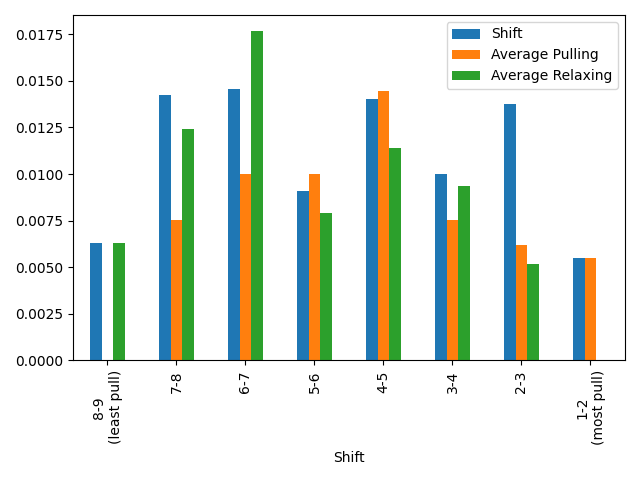 Shift
Average Pulling
Average Relaxing
0.0175
0.0150
0.0125
0.0100
0.0075
0.0050
0.0025
0.0000
8-9
(least pull)
7-8
6-7
5-6
4-5
3-4
2-3
1-2
(most pull)
Shift